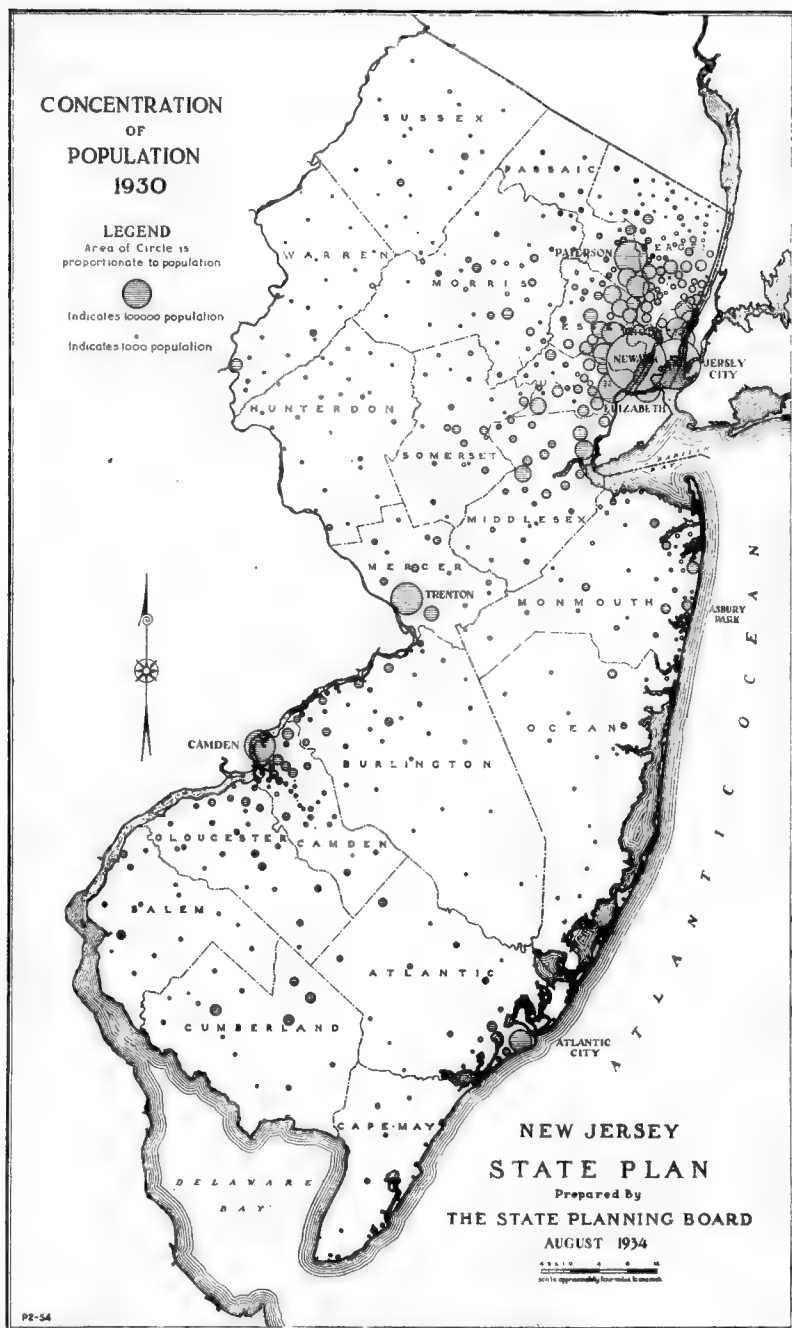 CONCENTRATION
OF
POPULATION
1930
LEGEND
Area of Circle is
proportionate to population
Indicates 100000 population
Indicates 1000 population
SUSSEX
PASSAIC
WARREN
MORRIS
PATERSON
NEWARK
JERSEY
CITY
ELIZABETH
HUNTERDON
SOMERSET
MIDDLESEX
MERCER
TRENTON
MONMOUTH
ASBURY
PARK
OCEAN
CAMDEN
BURLINGTON
GLOUCESTER
CAMDEN
SALEM
ATLANTIC
CUMBERLAND
ATLANTIC
CITY
CAPE-MAY
DELAWARE
BAY
ATLANTIC OCEAN
NEW JERSEY
STATE PLAN
Prepared By
THE STATE PLANNING BOARD
AUGUST 1934
P2-54